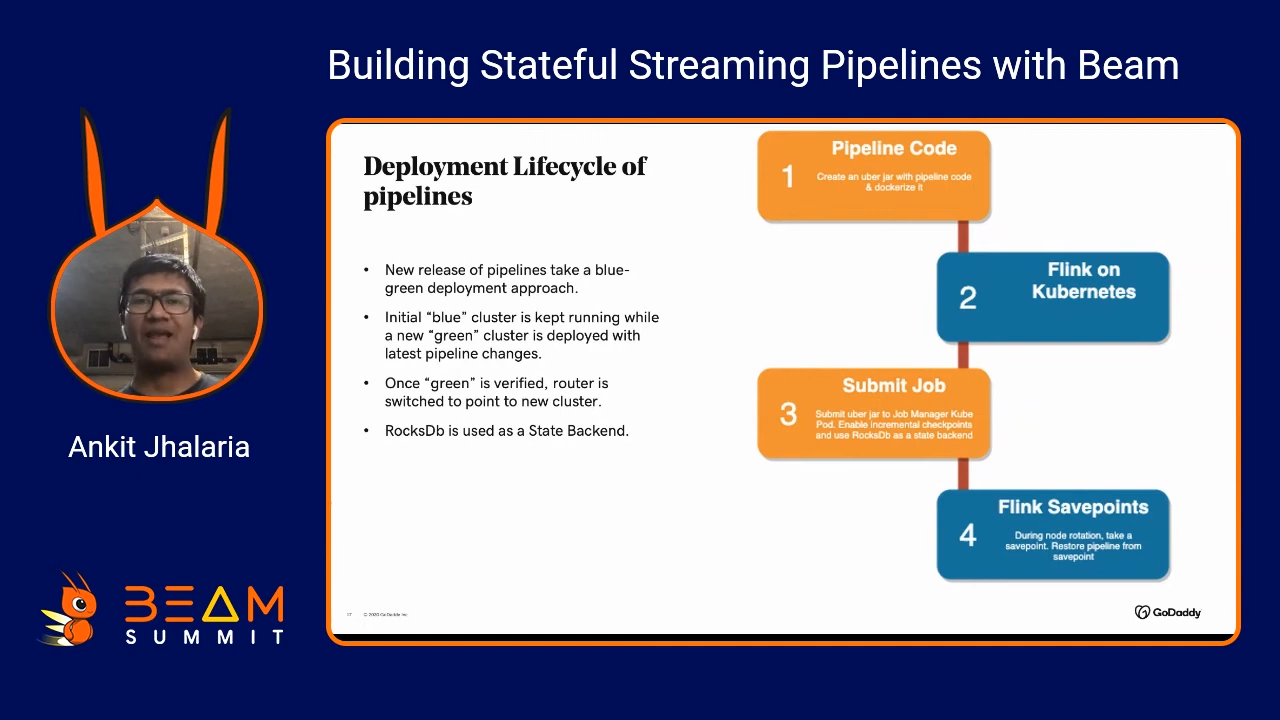 Building Stateful Streaming Pipelines with Beam
Ankit Jhalaria
BEAM
SUMMIT
Deployment Lifecycle of
pipelines
• New release of pipelines take a blue-
green deployment approach.
• Initial “blue” cluster is kept running while
a new “green” cluster is deployed with
latest pipeline changes.
• Once “green” is verified, router is
switched to point to new cluster.
• RocksDb is used as a State Backend.
1
Pipeline Code
Create an uber jar with pipeline code
& dockerize it
2
Flink on
Kubernetes
3
Submit Job
Submit uber jar to Job Manager Kube
Pod. Enable incremental checkpoints
and use RocksDb as a state backend
4
Flink Savepoints
During node rotation, take a
savepoint. Restore pipeline from
savepoint
17 © 2020 GoDaddy Inc.
GoDaddy